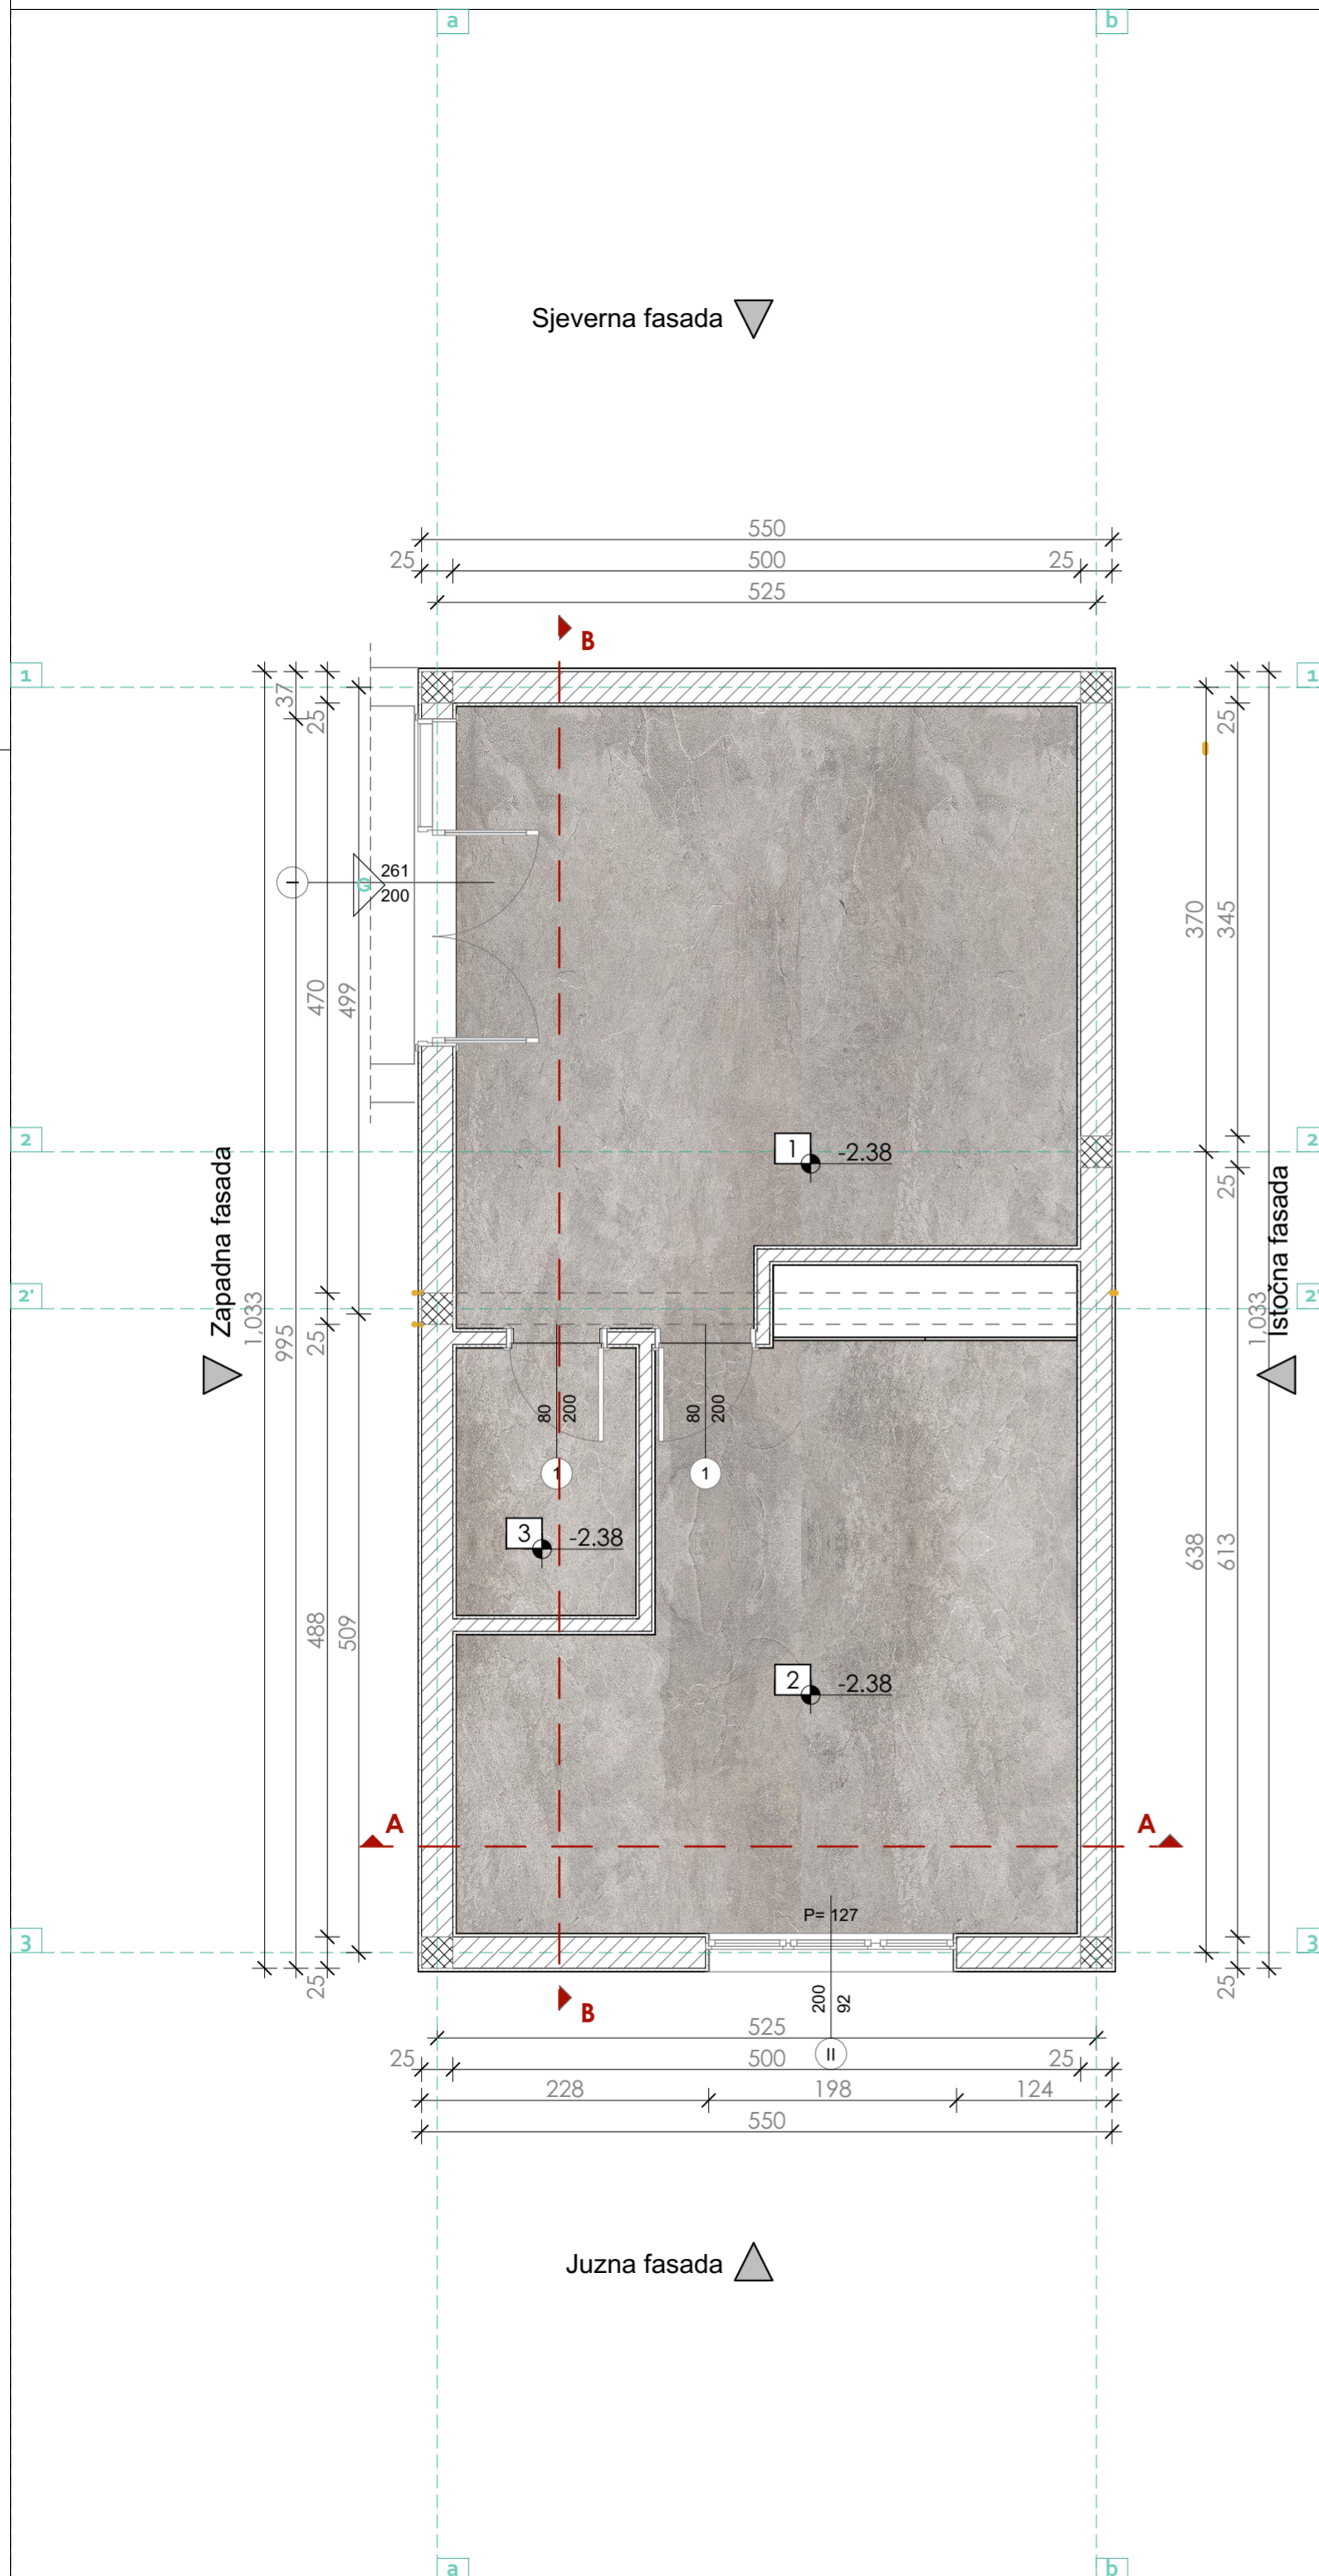 a b
Sjeverna fasada
550
25 500 25
525
B
1 1
37
25 25
261
G
200
I
370
345
470
499
2 2
1 -2.38
25
Zapadna fasada
Istočna fasada
2' 2'
1,033
995
25
1,033
80
200
80
200
1 1
3 -2.38
638
613
488
509
2 -2.38
A A
P= 127
3 3
25 25
200
92
B
525
II
25 500 25
228 198 124
550
Juzna fasada
a b